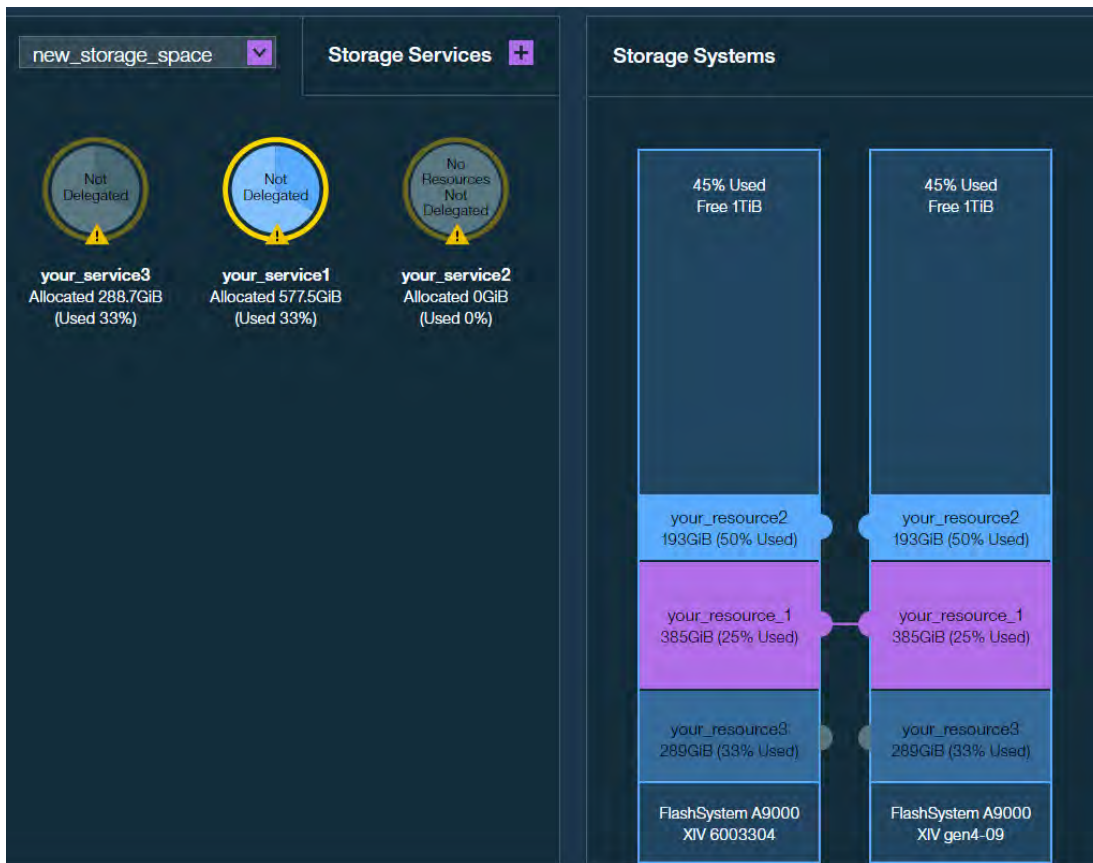 new_storage_space
Storage Services
Storage Systems
Not
Delegated
your_service3
Allocated 288.7GiB
(Used 33%)
Not
Delegated
your_service1
Allocated 577.5GiB
(Used 33%)
No
Resources
Not
Delegated
your_service2
Allocated 0GiB
(Used 0%)
45% Used
Free 1TiB
your_resource2
193GiB (50% Used)
your_resource_1
385GiB (25% Used)
your_resource3
289GiB (33% Used)
FlashSystem A9000
XIV 6003304
45% Used
Free 1TiB
your_resource2
193GiB (50% Used)
your_resource_1
385GiB (25% Used)
your_resource3
289GiB (33% Used)
FlashSystem A9000
XIV gen4-09